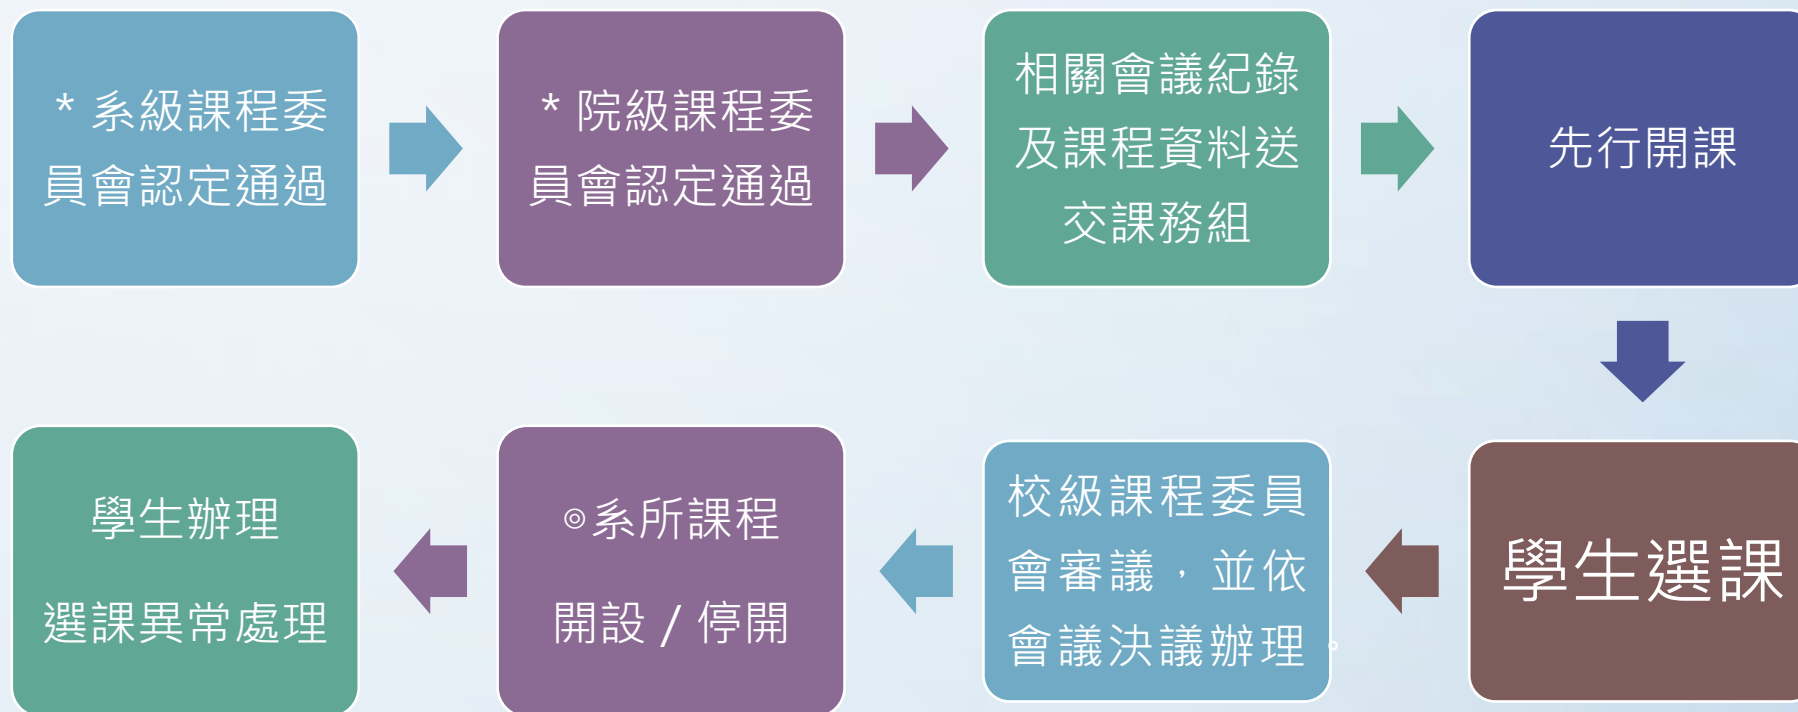 * 系級課程委
員會認定通過
* 院級課程委
員會認定通過
相關會議紀錄
及課程資料送
交課務組
先行開課
學生選課
校級課程委員
會審議，並依
會議決議辦理。
◎系所課程
開設 / 停開
學生辦理
選課異常處理